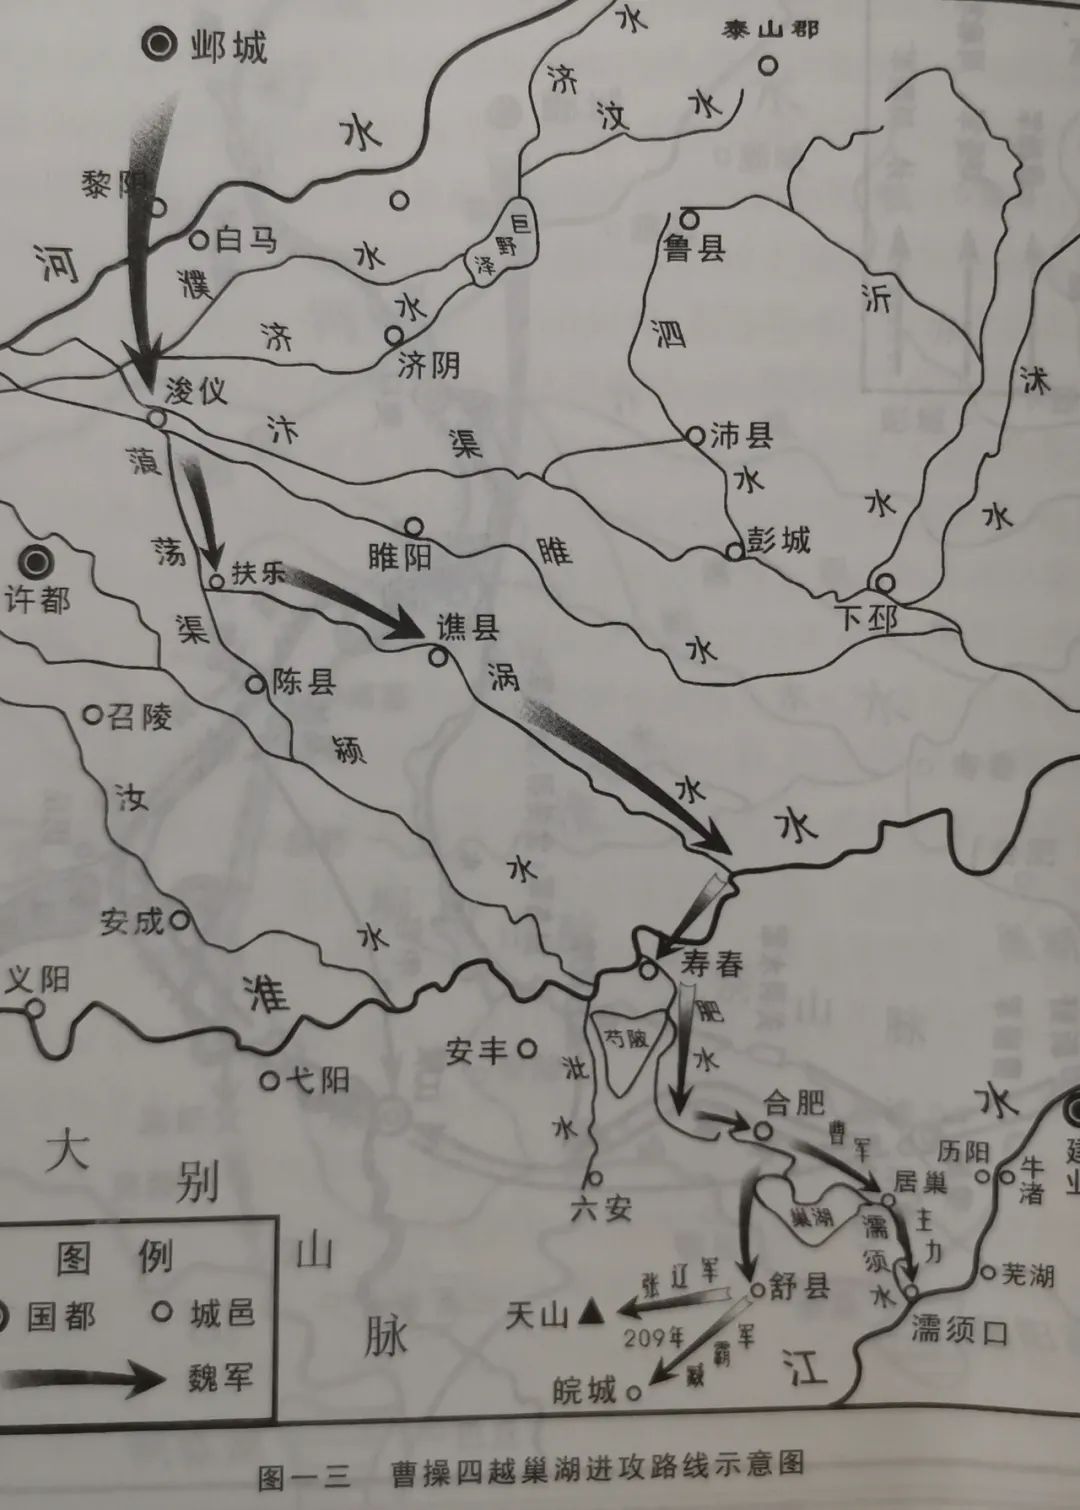 邺城
泰山郡
水
济
汶
水
水
黎阳
白马
河
濮
水
巨
野
泽
鲁县
沂
济
水
济阴
泗
沭
浚仪
汴
渠
沛县
水
水
水
蒗
荡
渠
许都
扶乐
睢阳
睢
水
彭城
下邳
谯县
涡
水
陈县
召陵
颍
水
汝
水
水
安成
义阳
淮
寿春
肥
水
芍陂
安丰
弋阳
沘
水
合肥
曹军
水
建业
历阳
牛渚
居巢
大
别
山
脉
六安
巢湖
濡
须
水
主力
芜湖
舒县
张辽军
天山
209年
臧霸军
皖城
濡须口
江
图例
国都
城邑
魏军
图一三 曹操四越巢湖进攻路线示意图